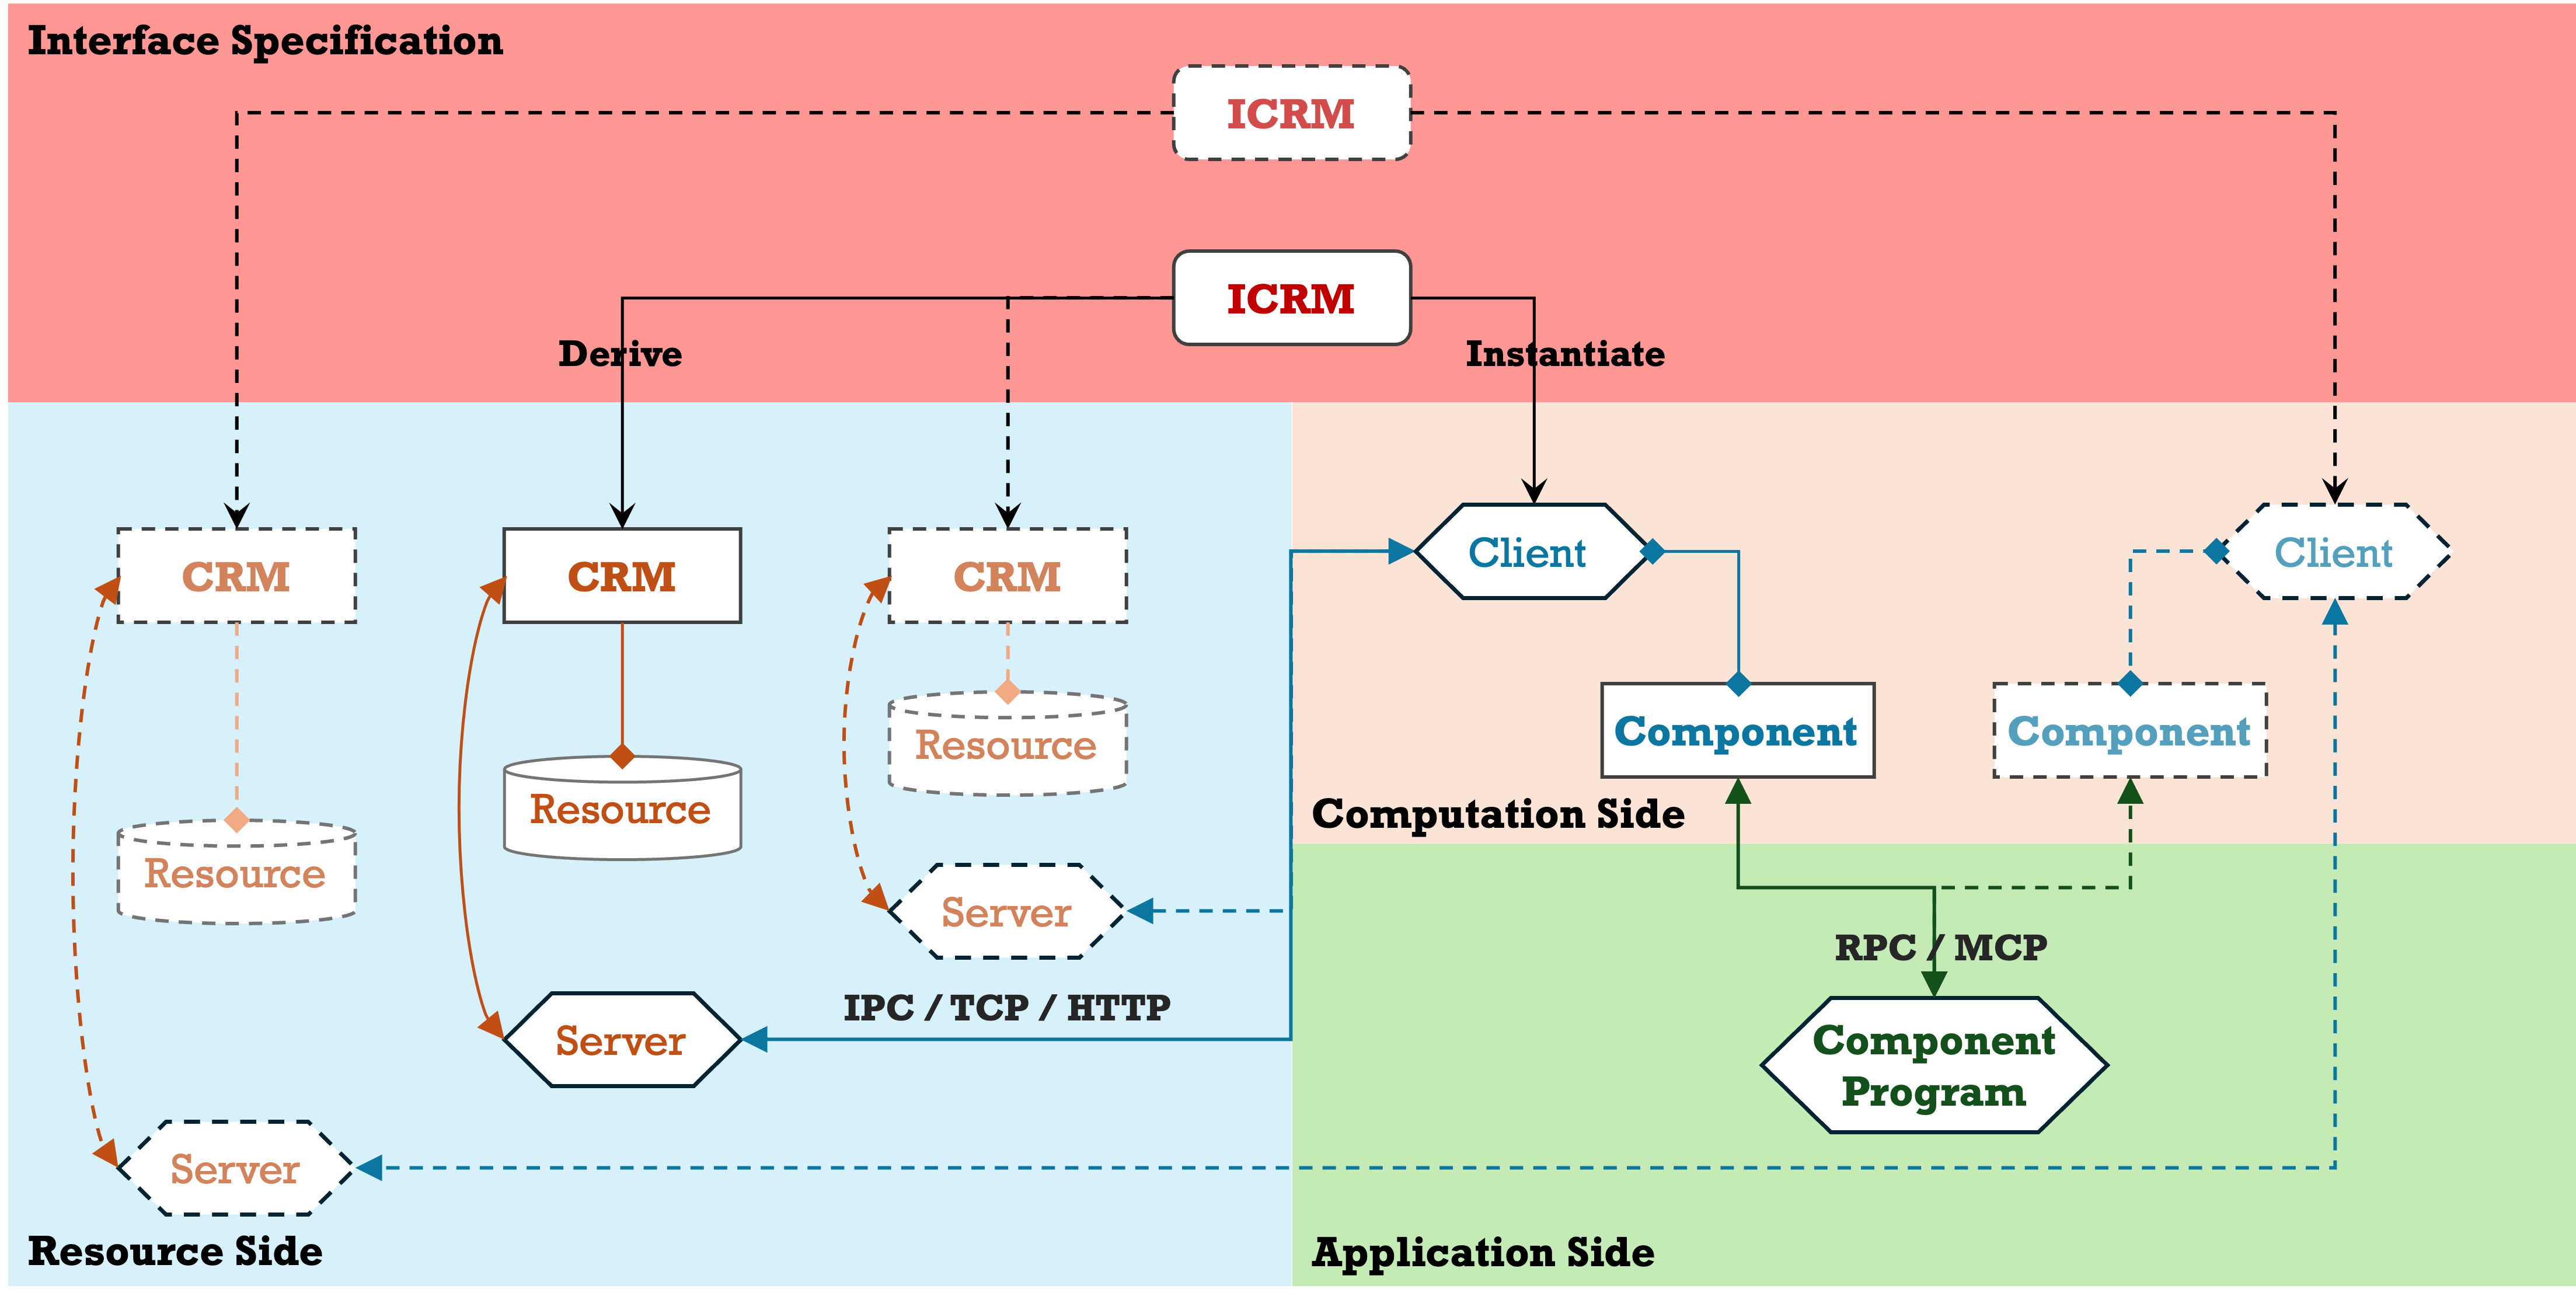 Interface Specification
ICRM
ICRM
Derive
Instantiate
CRM
CRM
CRM
Client
Client
Resource
Resource
Resource
Component
Component
Computation Side
Server
Server
Server
IPC / TCP / HTTP
RPC / MCP
Component
Program
Resource Side
Application Side